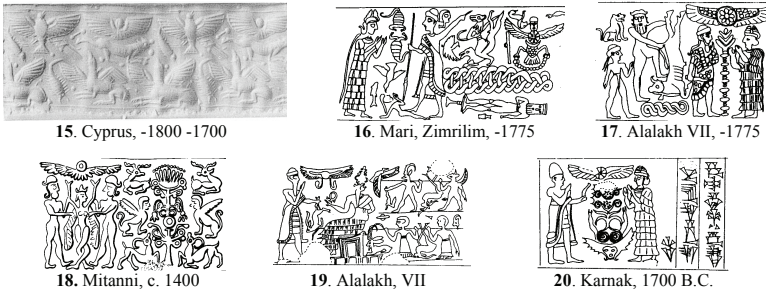 15. Cyprus, -1800 -1700
16. Mari, Zimrilim, -1775
17. Alalakh VII, -1775
18. Mitanni, c. 1400
19. Alalakh, VII
20. Karnak, 1700 B.C.